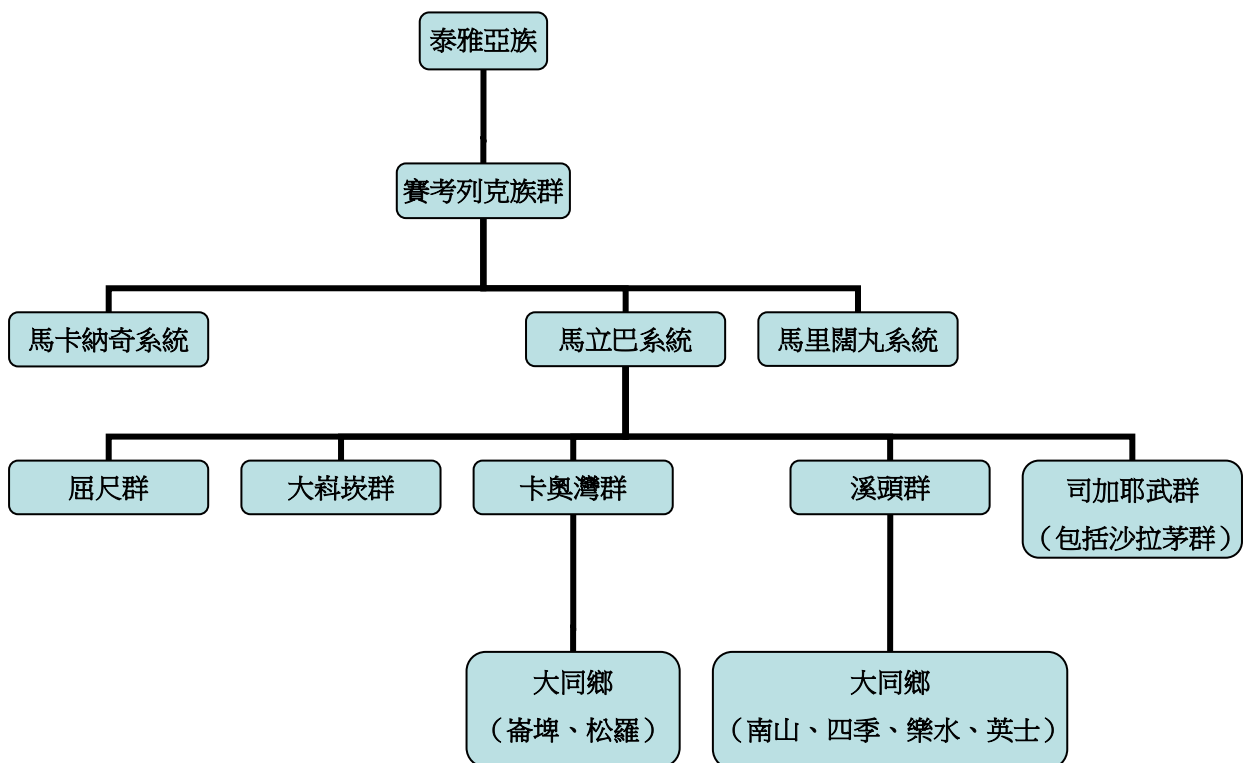 泰雅亞族
賽考列克族群
馬卡納奇系統
馬立巴系統
馬里闊丸系統
屈尺群
大嵙崁群
卡奧灣群
溪頭群
司加耶武群
（包括沙拉茅群）
大同鄉
（崙埤、松羅）
大同鄉
（南山、四季、樂水、英士）